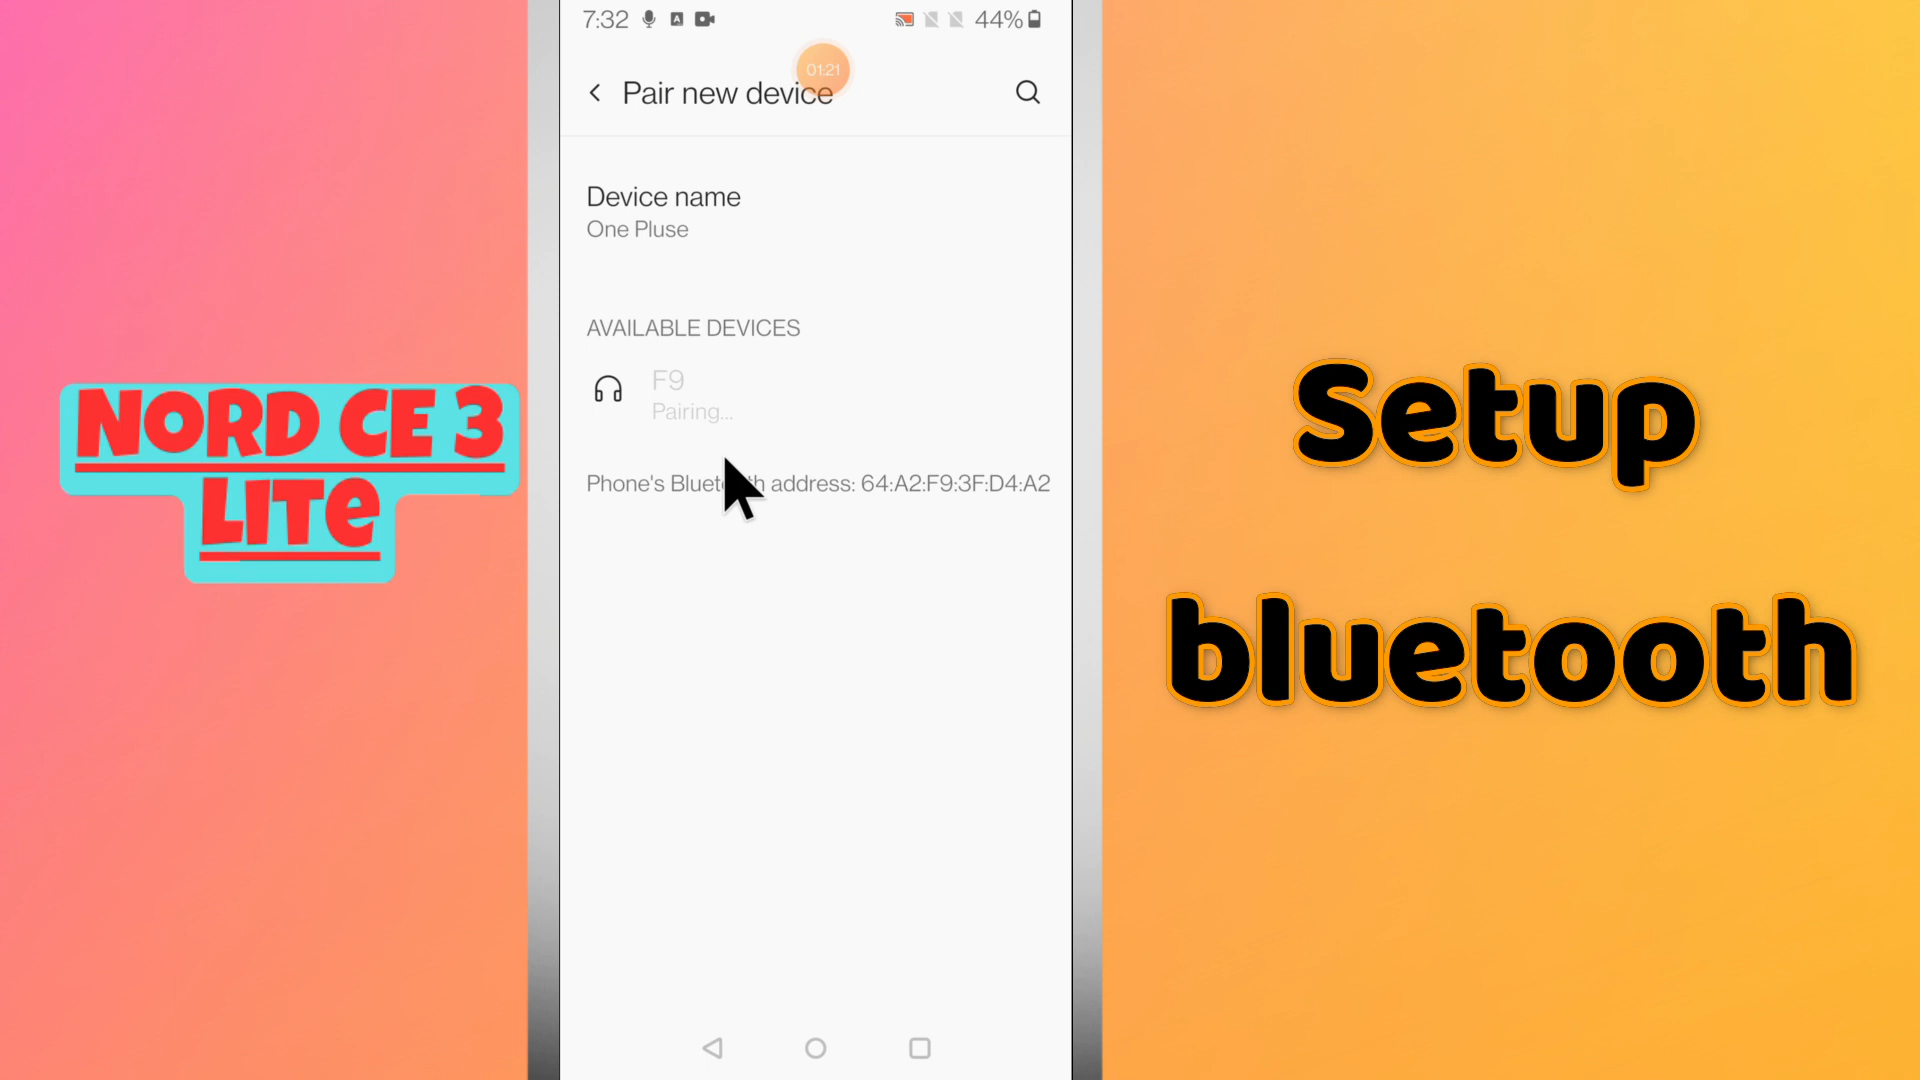 7:32
44%
01:21
Pair new device
Device name
One Pluse
AVAILABLE DEVICES
F9
Pairing...
Phone's Bluetooth address: 64:A2:F9:3F:D4:A2
NORD CE 3
LITe
Setup
bluetooth